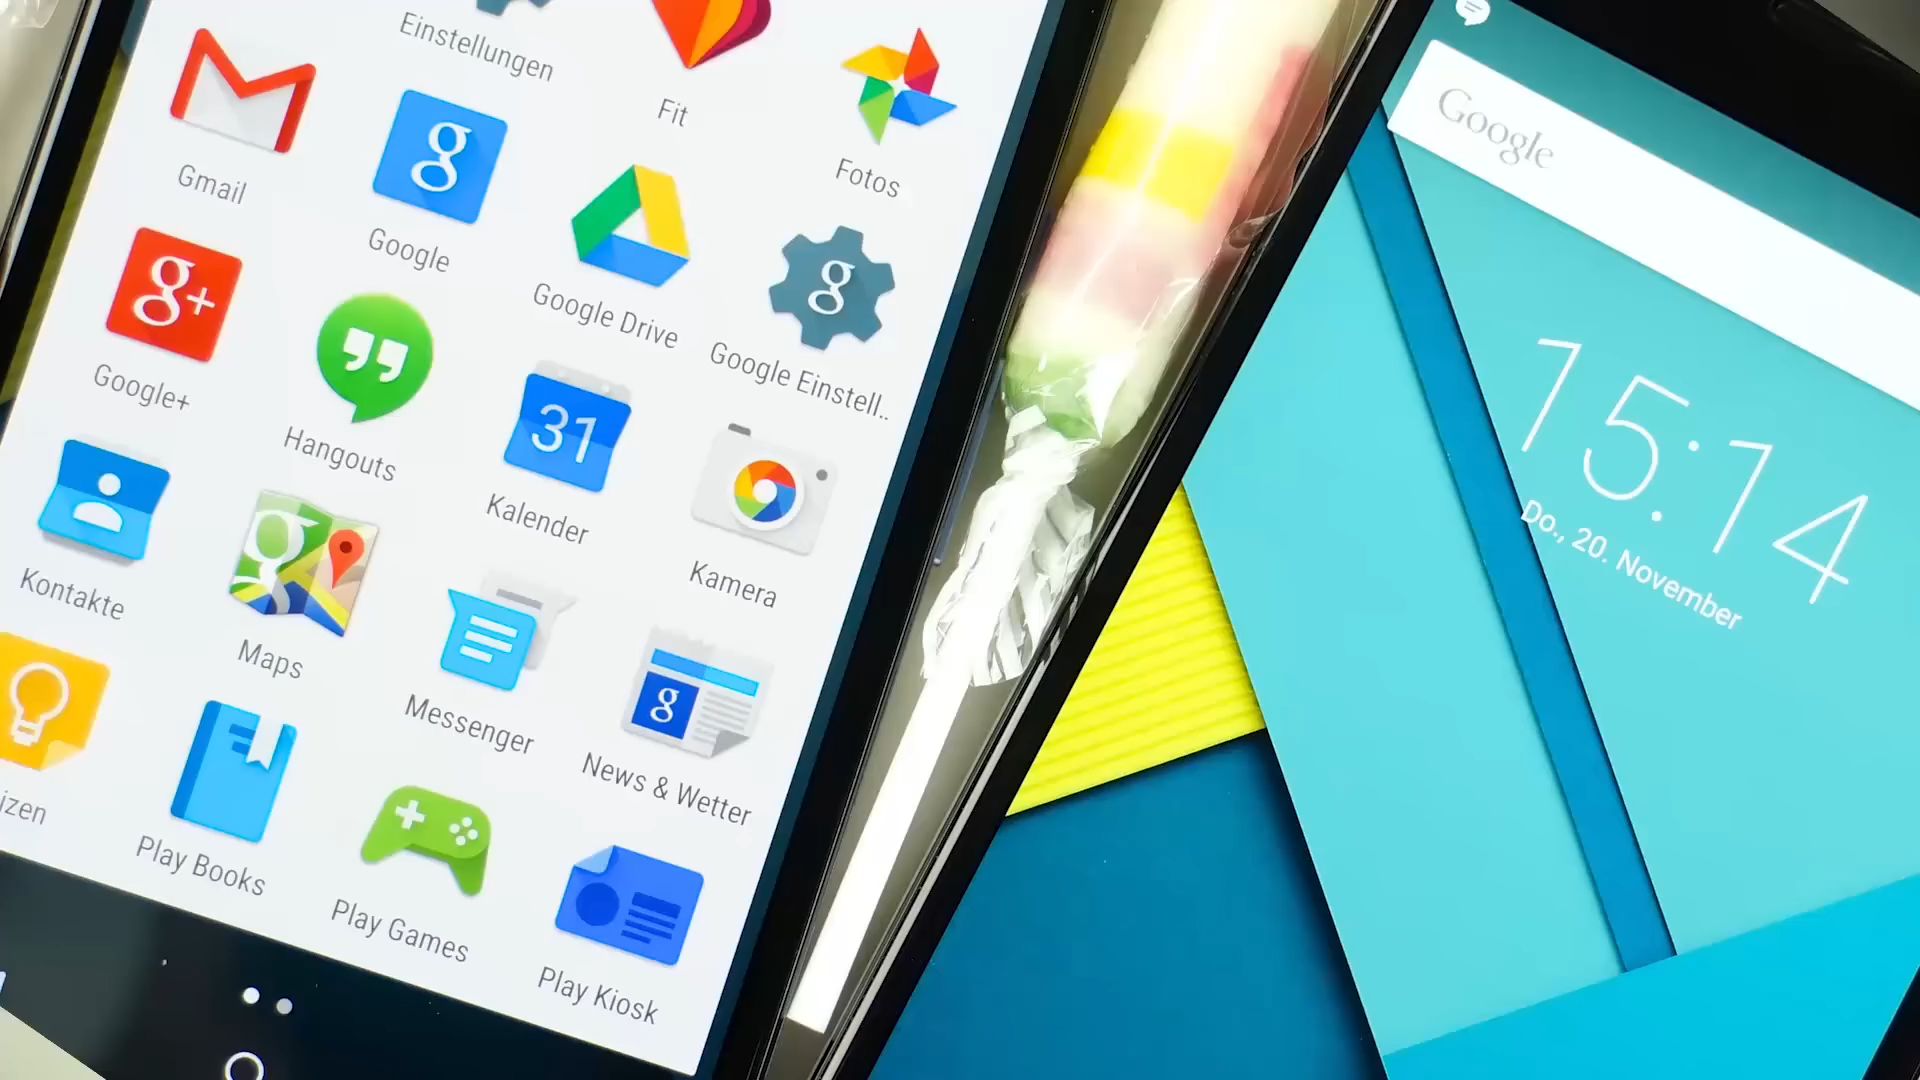 Einstellungen
Fit
Fotos
Gmail
g
Google
Google Drive
g
Google Einstell..
g+
Google+
Hangouts
31
Kalender
Kamera
Kontakte
g
Maps
Messenger
g
News & Wetter
izen
Play Books
Play Games
Play Kiosk
Google
15:14
Do., 20. November